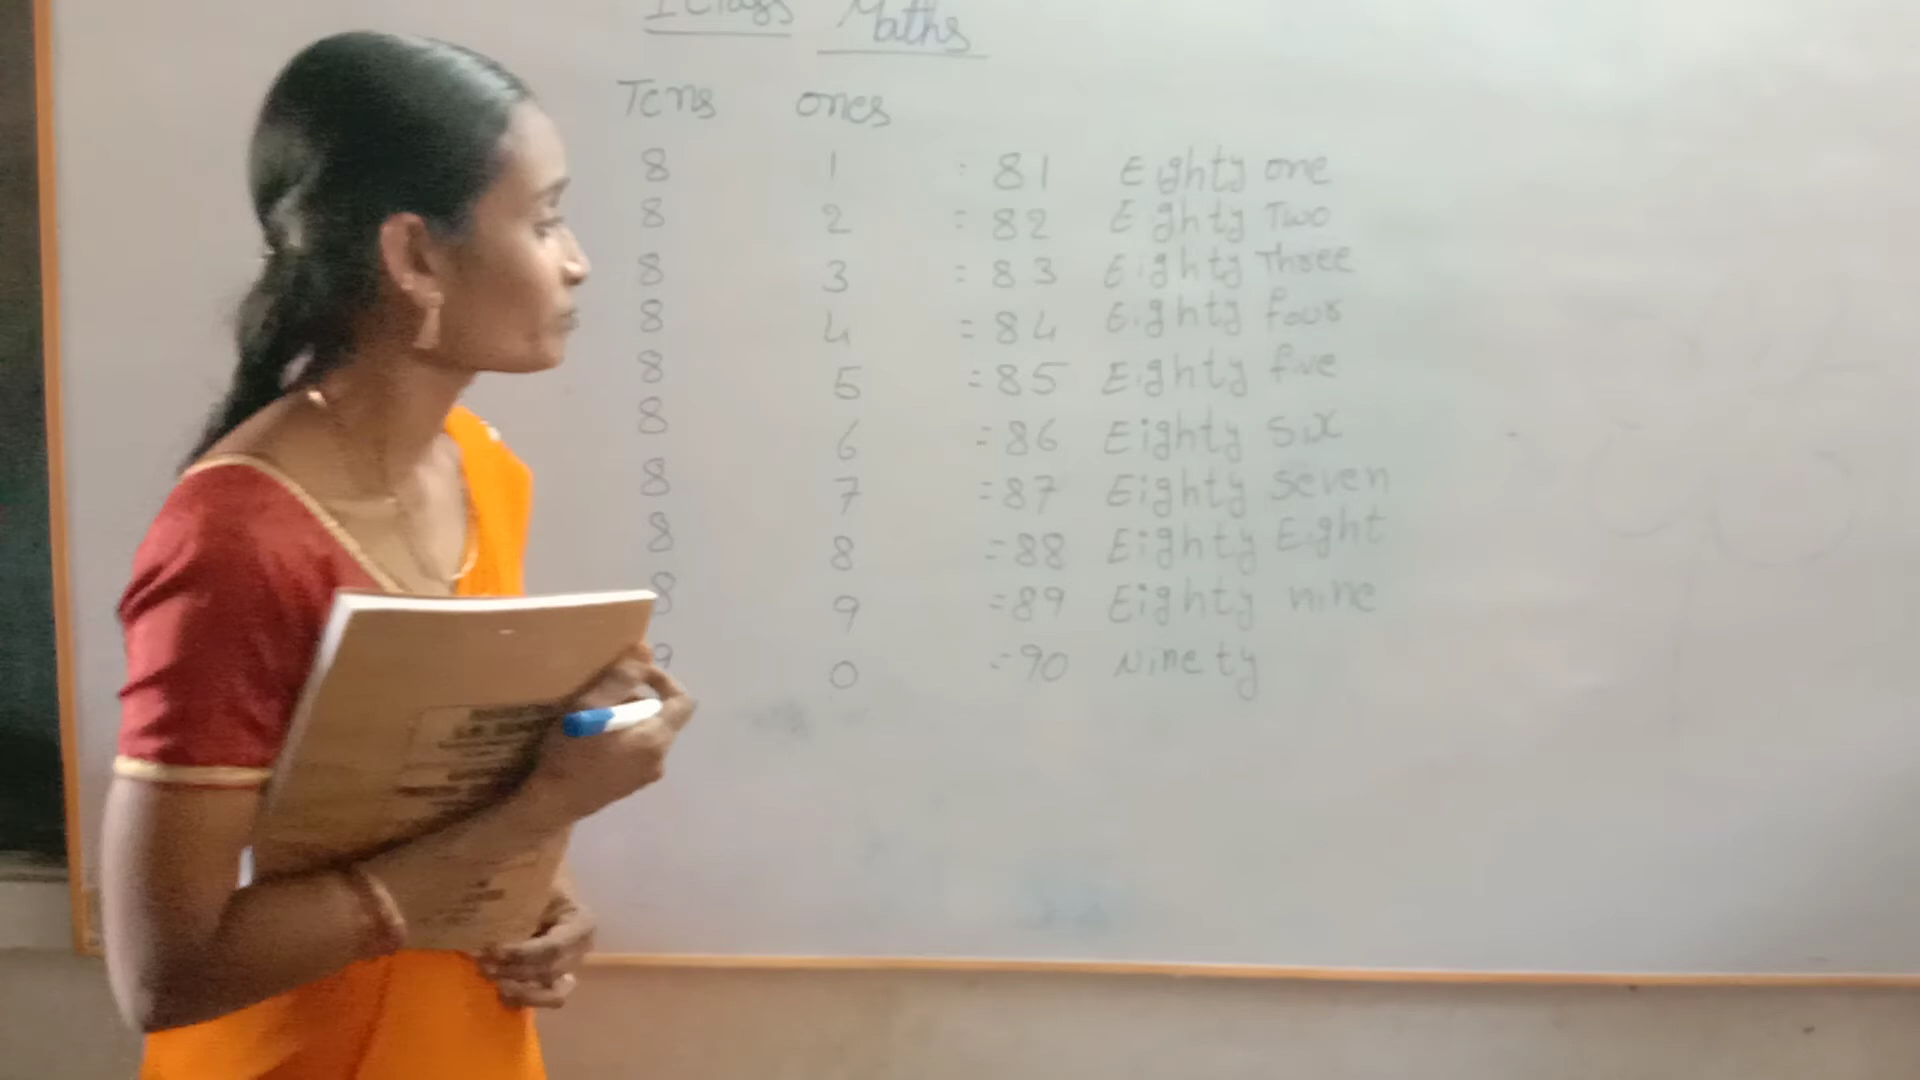 I Class Maths
Tens ones
8 1 = 81 Eighty one
8 2 = 82 Eighty Two
8 3 = 83 Eighty Three
8 4 = 84 Eighty four
8 5 = 85 Eighty five
8 6 = 86 Eighty six
8 7 = 87 Eighty seven
8 8 = 88 Eighty Eight
8 9 = 89 Eighty nine
9 0 = 90 Ninety